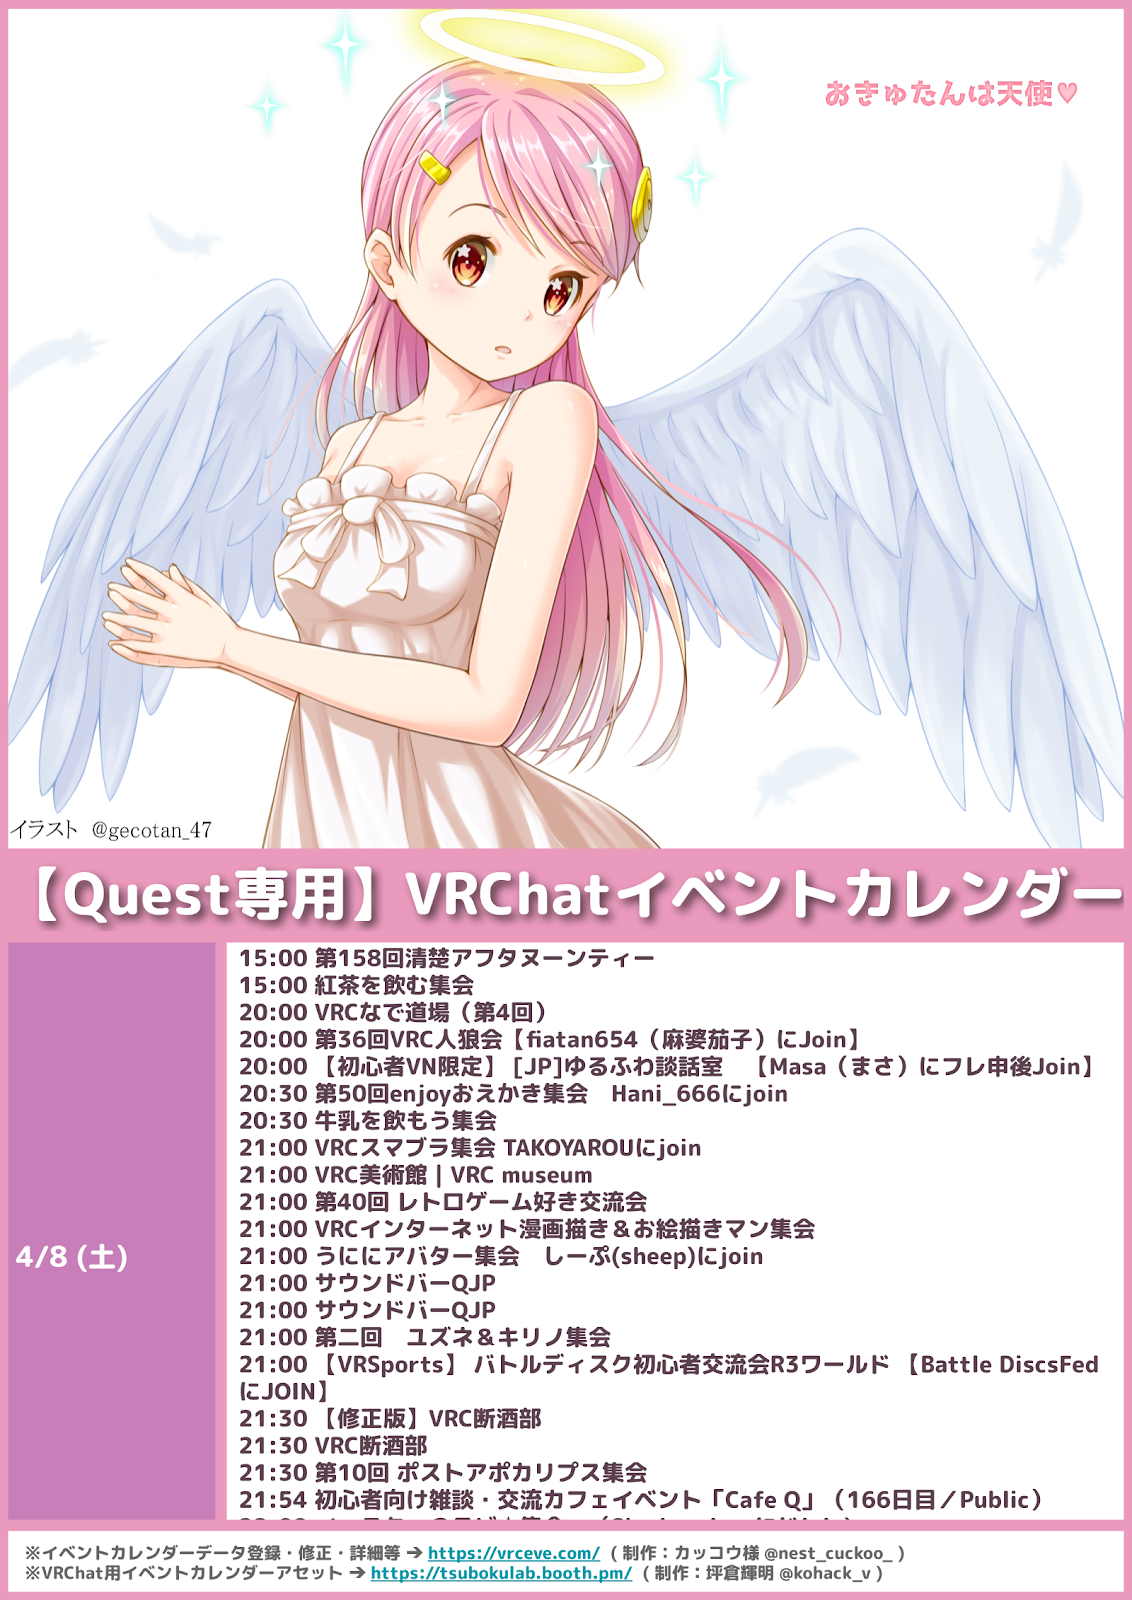 おきゅたんは天使♥
イラスト @gecotan_47
【Quest専用】VRChatイベントカレンダー
4/8 (土)
15:00 第158回清楚アフタヌーンティー
15:00 紅茶を飲む集会
20:00 VRCなで道場（第4回）
20:00 第36回VRC人狼会【fiatan654（麻婆茄子）にJoin】
20:00 【初心者VN限定】 [JP]ゆるふわ談話室　【Masa（まさ）にフレ申後Join】
20:30 第50回enjoyおえかき集会　Hani_666にjoin
20:30 牛乳を飲もう集会
21:00 VRCスマブラ集会 TAKOYAROUにjoin
21:00 VRC美術館 | VRC museum
21:00 第40回 レトロゲーム好き交流会
21:00 VRCインターネット漫画描き＆お絵描きマン集会
21:00 うににアバター集会　しーぷ(sheep)にjoin
21:00 サウンドバーQJP
21:00 サウンドバーQJP
21:00 第二回　ユズネ＆キリノ集会
21:00 【VRSports】 バトルディスク初心者交流会R3ワールド 【Battle DiscsFed
にJOIN】
21:30 【修正版】VRC断酒部
21:30 VRC断酒部
21:30 第10回 ポストアポカリプス集会
21:54 初心者向け雑談・交流カフェイベント「Cafe Q」（166日目／Public）
※イベントカレンダーデータ登録・修正・詳細等 ➔ https://vrceve.com/ （制作：カッコウ様 @nest_cuckoo_ ）
※VRChat用イベントカレンダーアセット ➔ https://tsubokulab.booth.pm/ （制作：坪倉輝明 @kohack_v ）